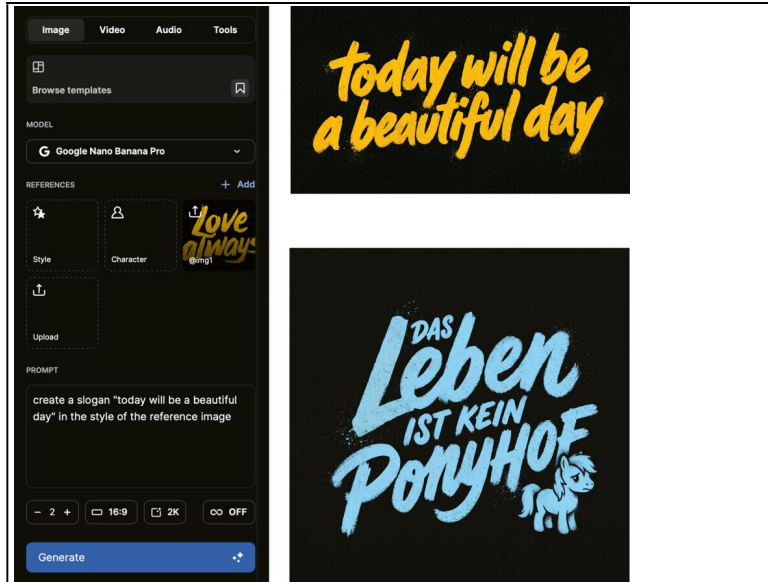 Image Video Audio Tools
Browse templates
MODEL
G Google Nano Banana Pro
REFERENCES + Add
Style
Character
Love
always
@img1
Upload
PROMPT
create a slogan "today will be a beautiful
day" in the style of the reference image
− 2 + 16:9 2K ∞ OFF
Generate
today will be
a beautiful day
DAS
Leben
IST KEIN
PonyHOF